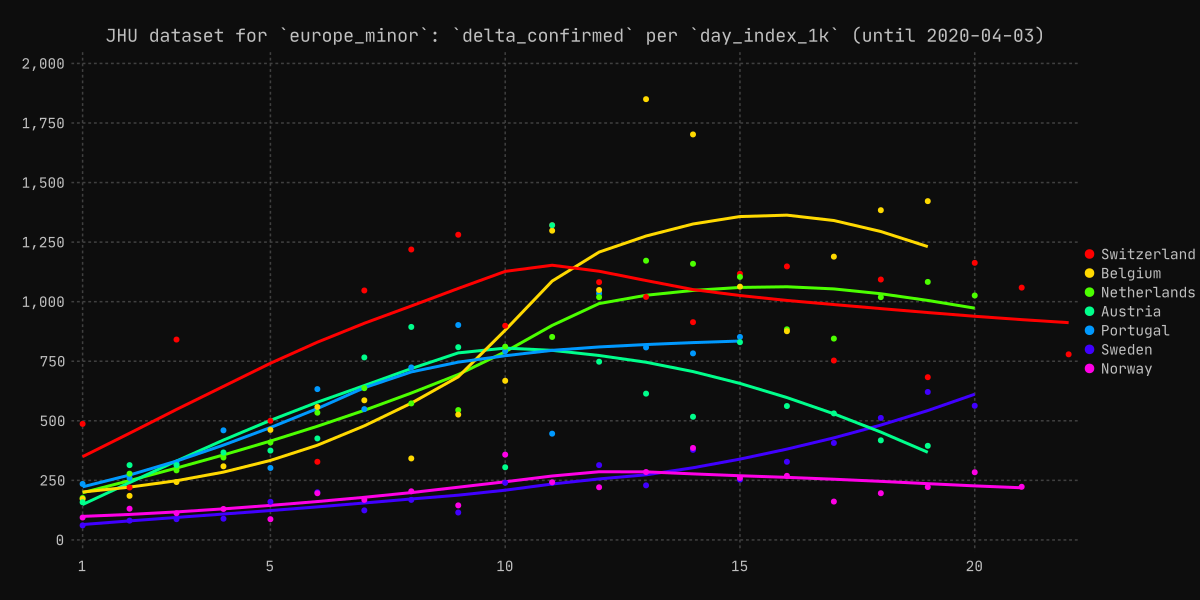 JHU dataset for `europe_minor`: `delta_confirmed` per `day_index_1k` (until 2020-04-03)
2,000
1,750
1,500
1,250
1,000
750
500
250
0
1 5 10 15 20
Switzerland
Belgium
Netherlands
Austria
Portugal
Sweden
Norway